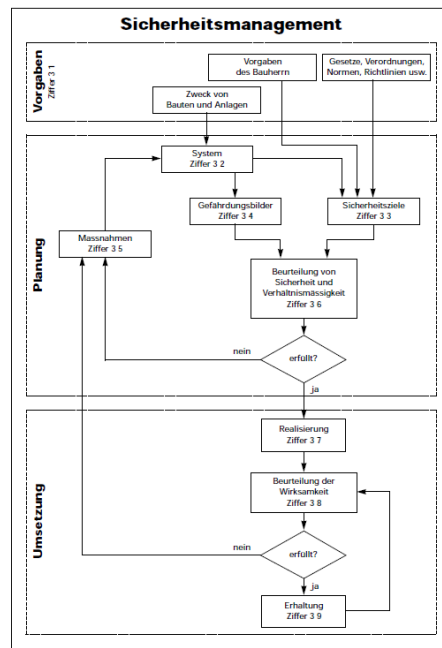 Sicherheitsmanagement
Vorgaben
Ziffer 3 1
Vorgaben
des Bauherrn
Gesetze, Verordnungen,
Normen, Richtlinien usw.
Zweck von
Bauten und Anlagen
Planung
System
Ziffer 3 2
Gefährdungsbilder
Ziffer 3 4
Sicherheitsziele
Ziffer 3 3
Massnahmen
Ziffer 3 5
Beurteilung von
Sicherheit und
Verhältnismässigkeit
Ziffer 3 6
nein
erfüllt?
ja
Umsetzung
Realisierung
Ziffer 3 7
Beurteilung der
Wirksamkeit
Ziffer 3 8
nein
erfüllt?
ja
Erhaltung
Ziffer 3 9